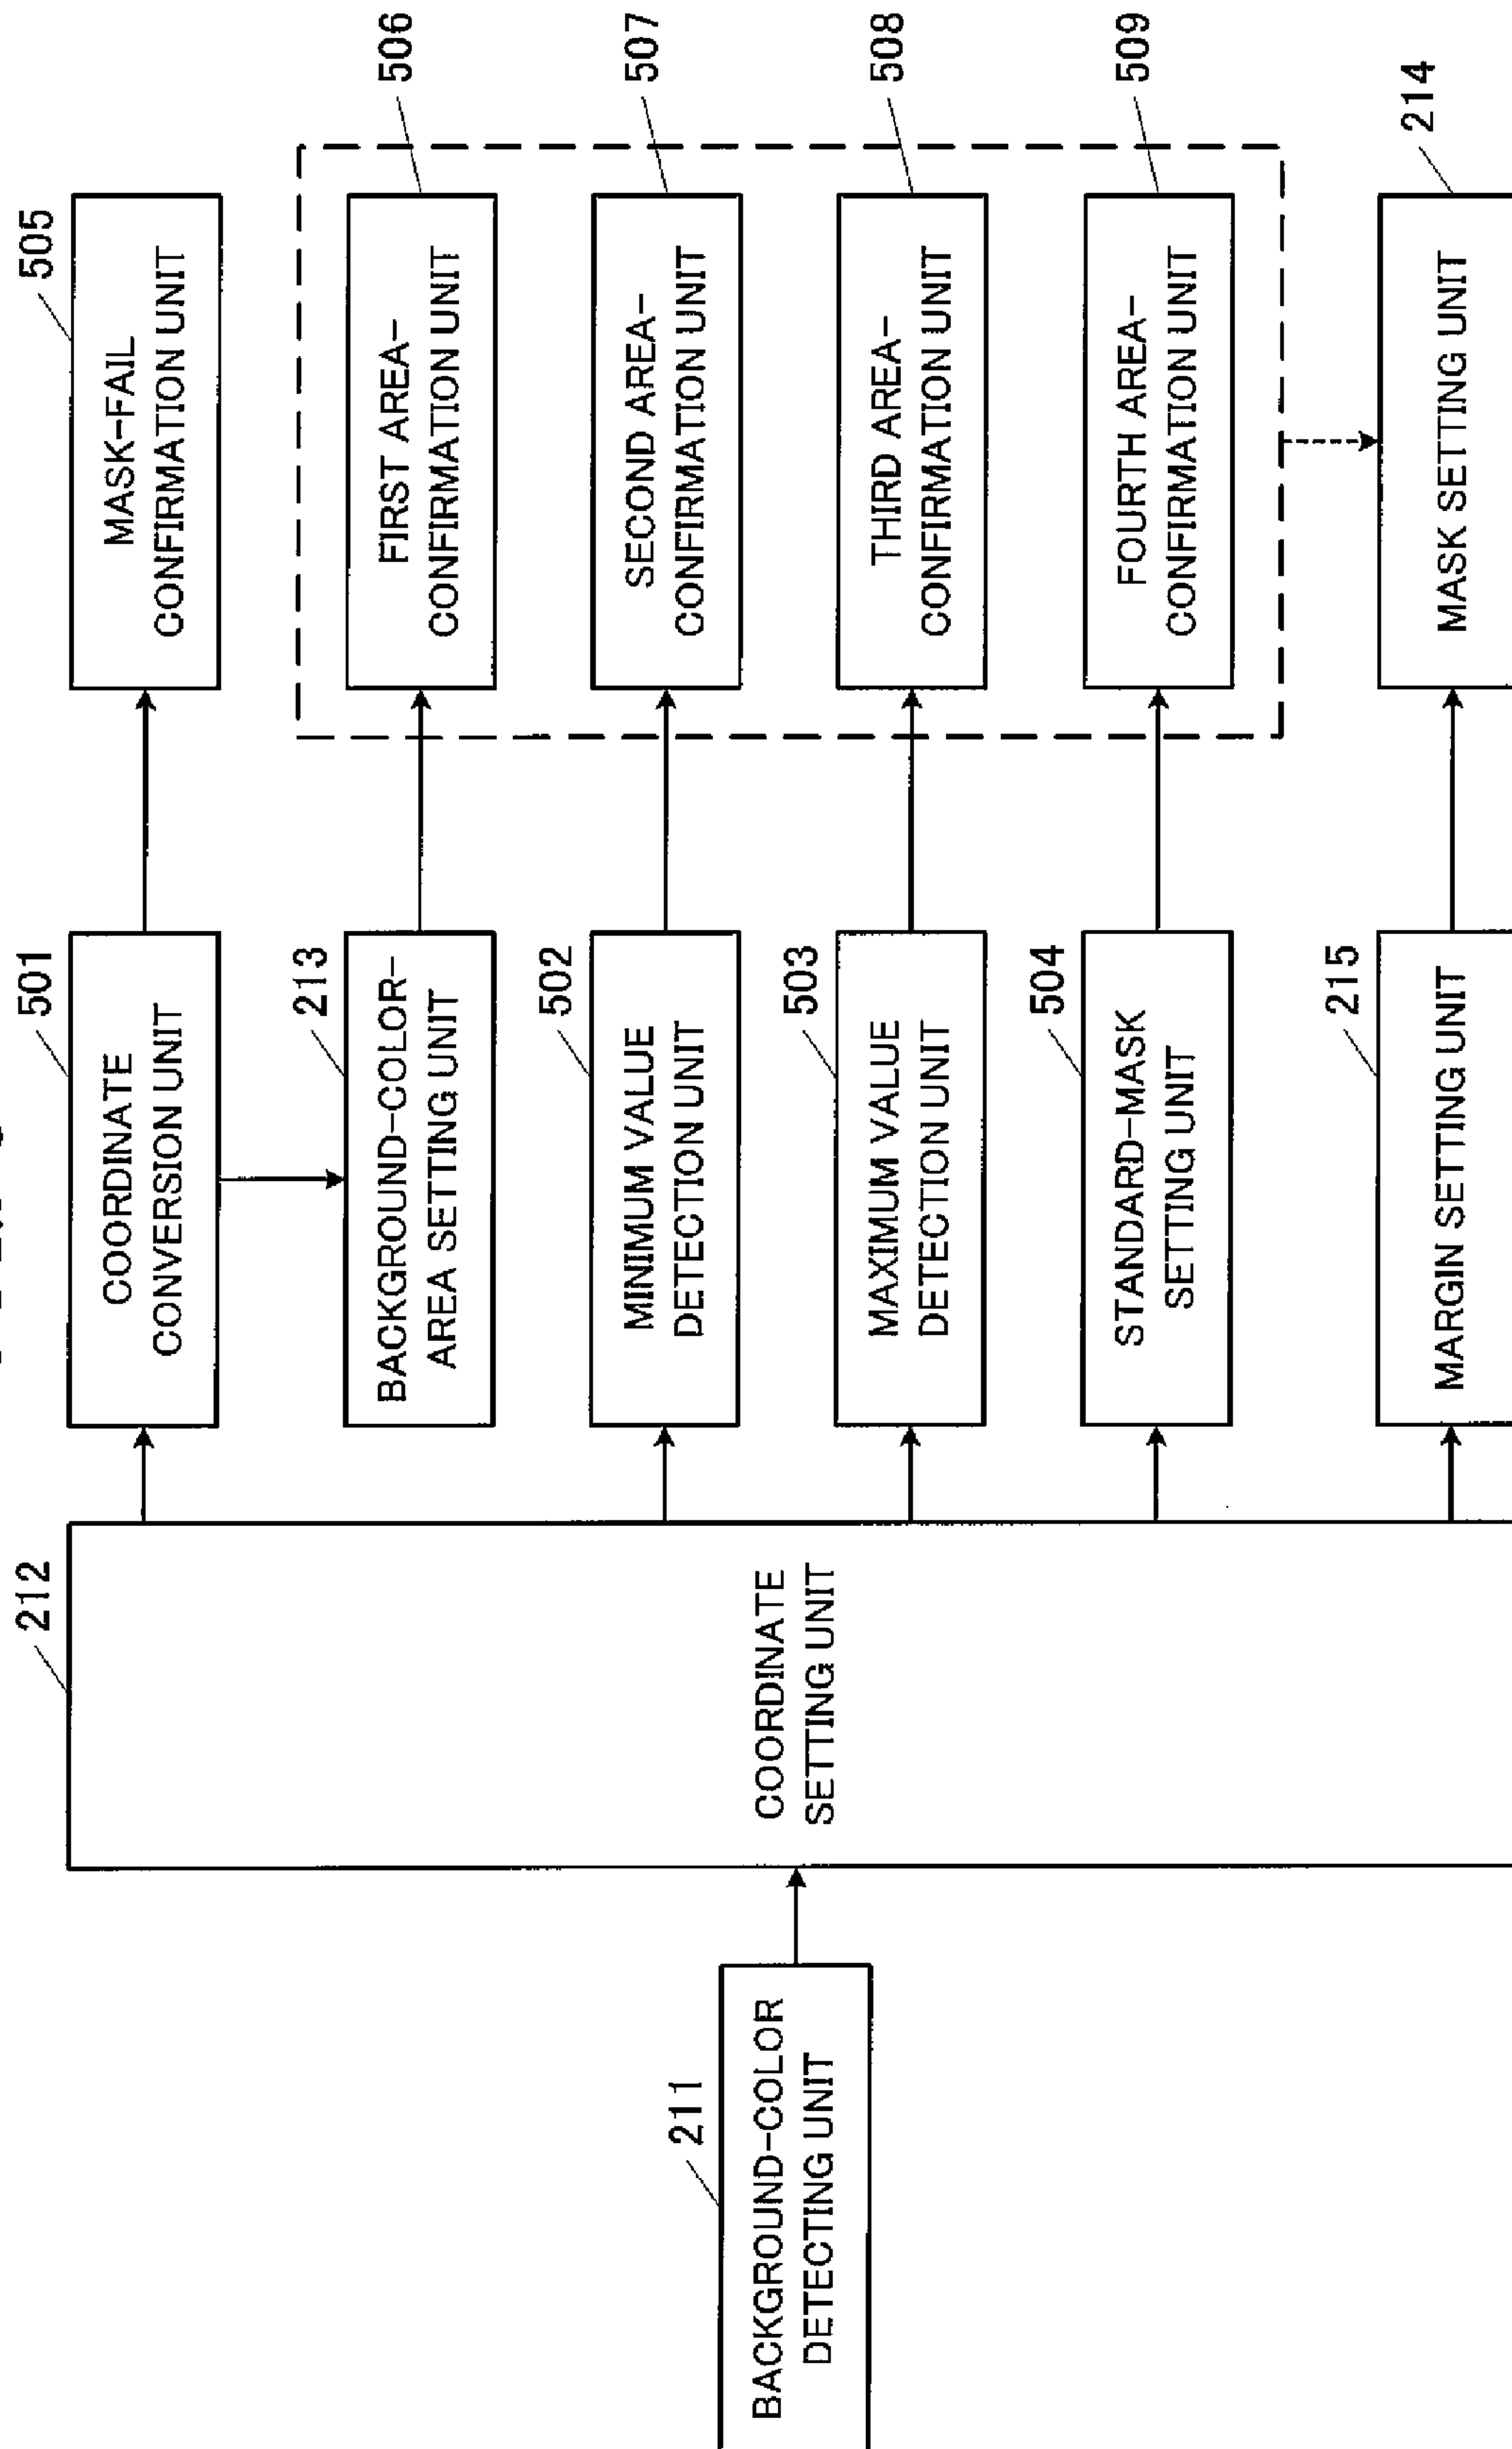 211
BACKGROUND-COLOR
DETECTING UNIT
212
COORDINATE
SETTING UNIT
501
COORDINATE
CONVERSION UNIT
213
BACKGROUND-COLOR-
AREA SETTING UNIT
502
MINIMUM VALUE
DETECTION UNIT
503
MAXIMUM VALUE
DETECTION UNIT
504
STANDARD-MASK
SETTING UNIT
215
MARGIN SETTING UNIT
505
MASK-FAIL
CONFIRMATION UNIT
506
FIRST AREA-
CONFIRMATION UNIT
507
SECOND AREA-
CONFIRMATION UNIT
508
THIRD AREA-
CONFIRMATION UNIT
509
FOURTH AREA-
CONFIRMATION UNIT
214
MASK SETTING UNIT